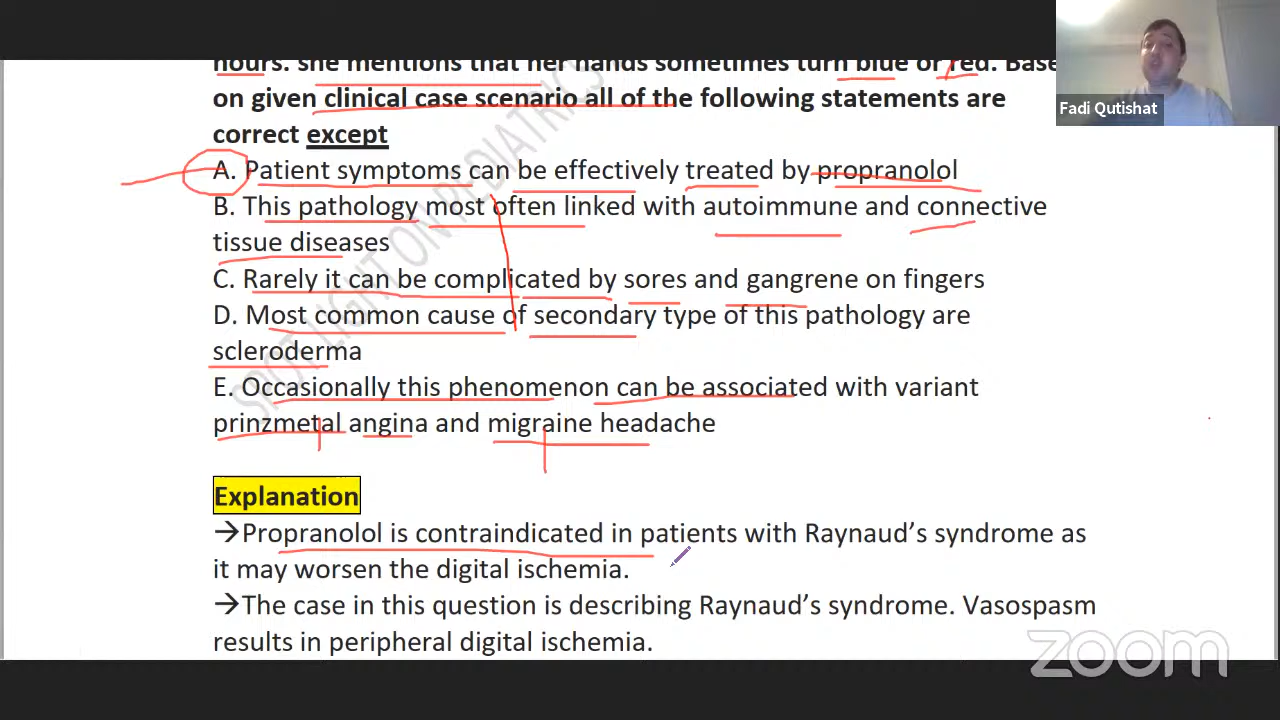 hours. she mentions that her hands sometimes turn blue or red. Base
on given clinical case scenario all of the following statements are
correct except
A. Patient symptoms can be effectively treated by propranolol
B. This pathology most often linked with autoimmune and connective
tissue diseases
C. Rarely it can be complicated by sores and gangrene on fingers
D. Most common cause of secondary type of this pathology are
scleroderma
E. Occasionally this phenomenon can be associated with variant
prinzmetal angina and migraine headache
Explanation
→Propranolol is contraindicated in patients with Raynaud’s syndrome as
it may worsen the digital ischemia.
→The case in this question is describing Raynaud’s syndrome. Vasospasm
results in peripheral digital ischemia.
SPOT LIGHT ON PEDIATRICS
Fadi Qutishat
zoom